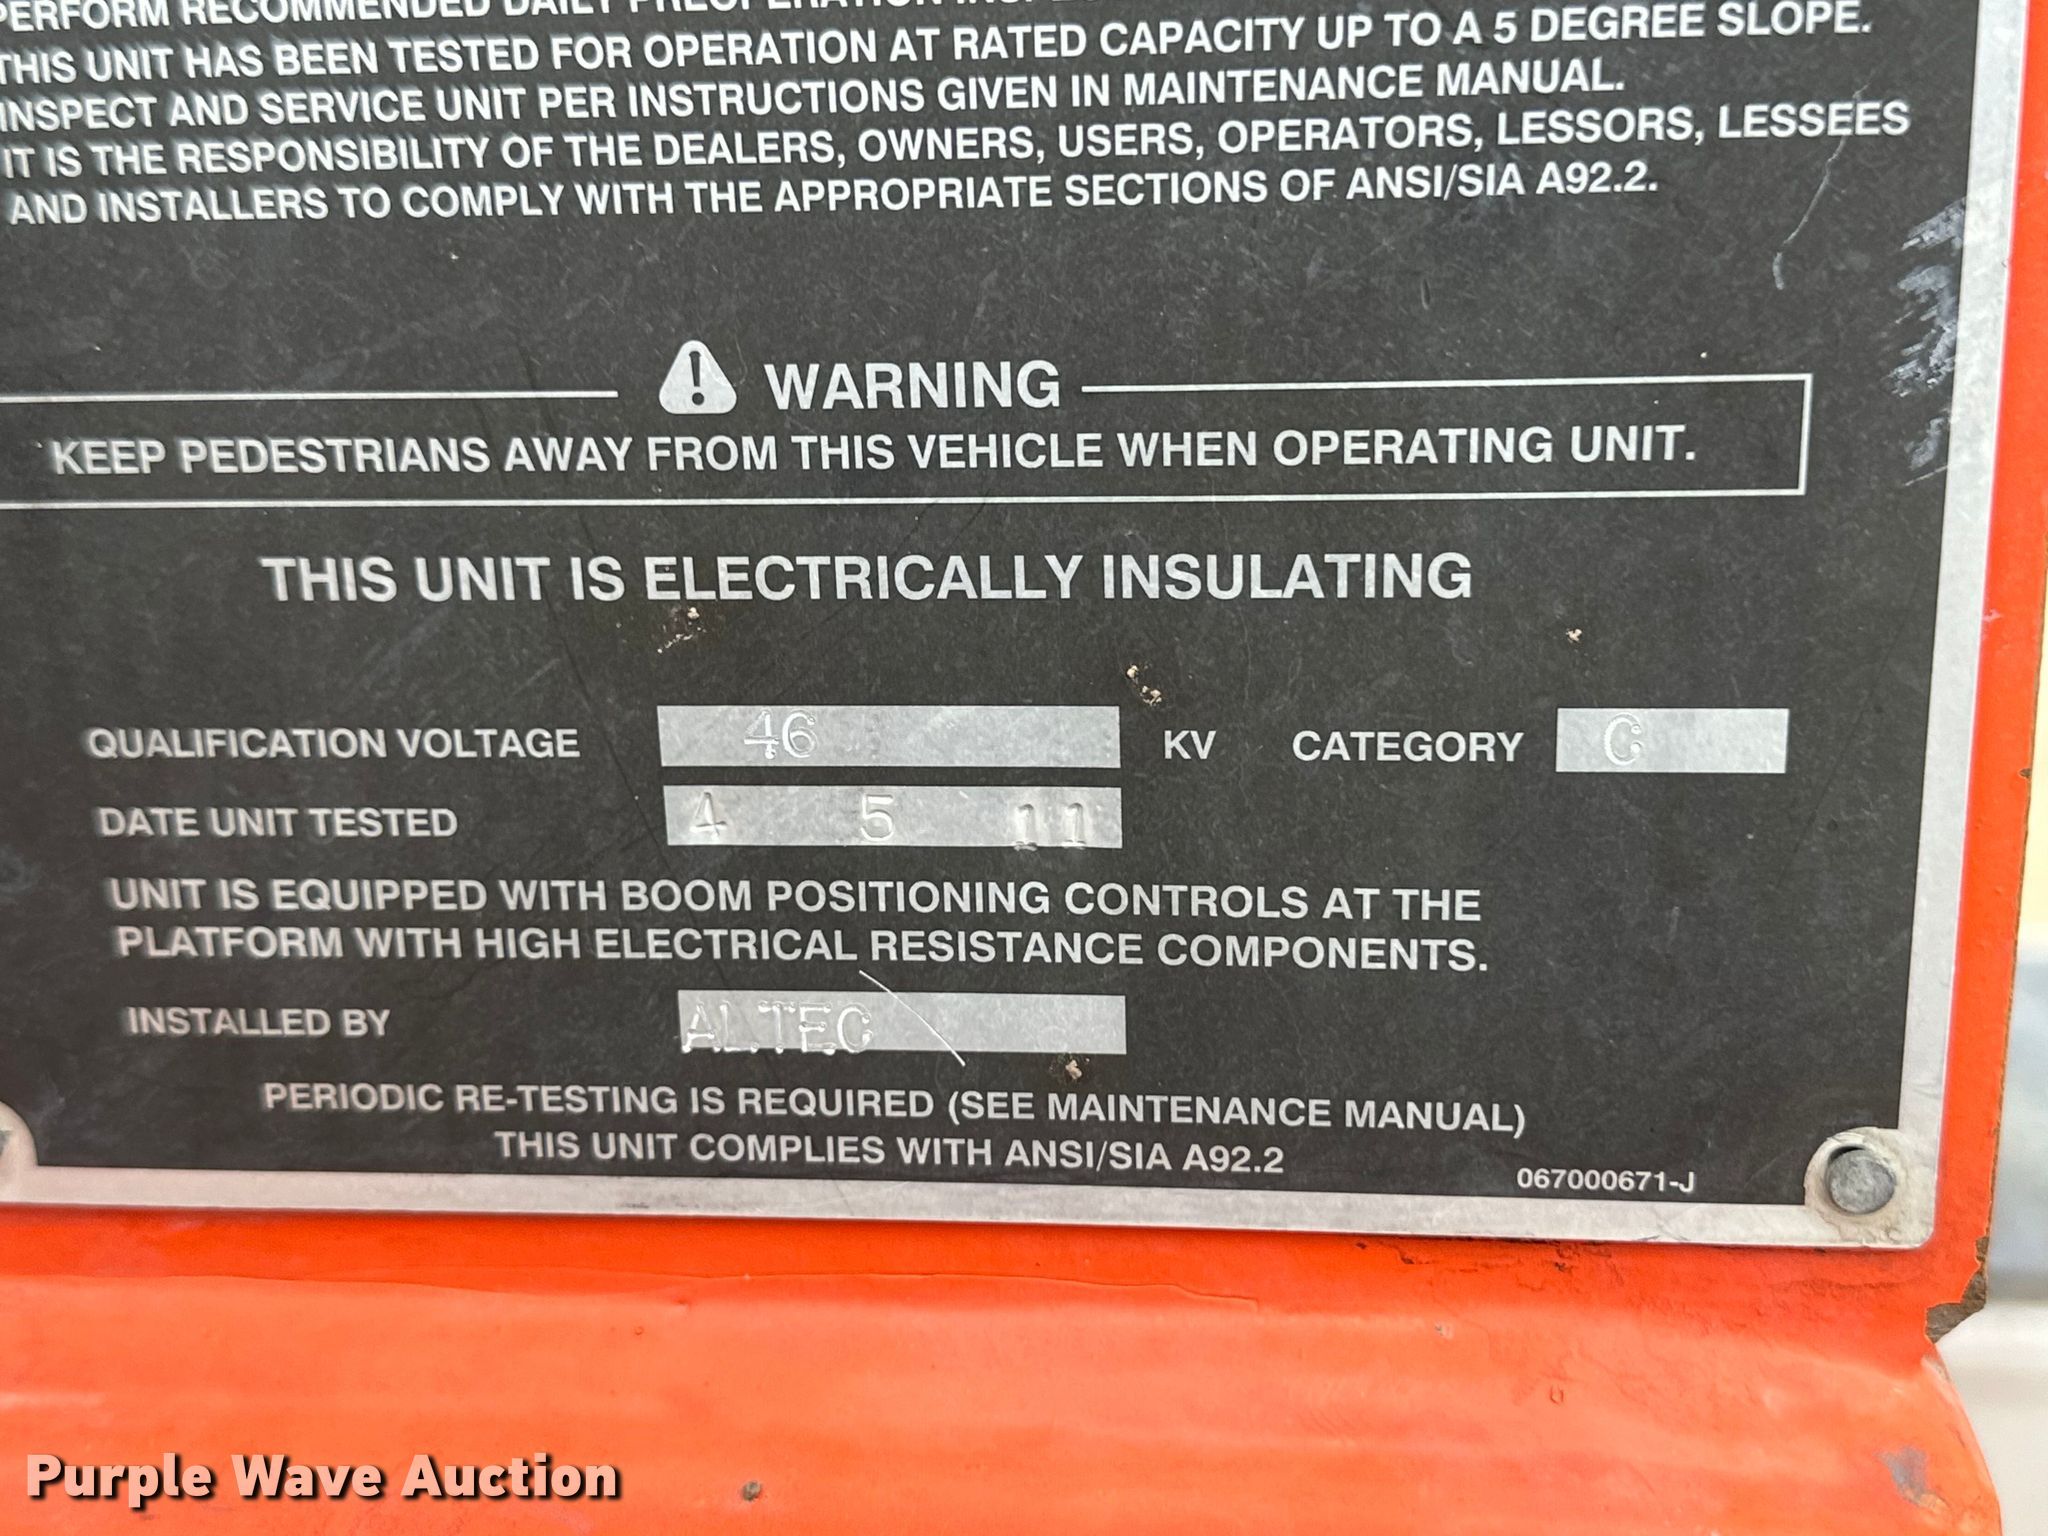 PERFORM RECOMMENDED DAILY PREOPERATION
THIS UNIT HAS BEEN TESTED FOR OPERATION AT RATED CAPACITY UP TO A 5 DEGREE SLOPE.
INSPECT AND SERVICE UNIT PER INSTRUCTIONS GIVEN IN MAINTENANCE MANUAL.
IT IS THE RESPONSIBILITY OF THE DEALERS, OWNERS, USERS, OPERATORS, LESSORS, LESSEES
AND INSTALLERS TO COMPLY WITH THE APPROPRIATE SECTIONS OF ANSI/SIA A92.2.
WARNING
KEEP PEDESTRIANS AWAY FROM THIS VEHICLE WHEN OPERATING UNIT.
THIS UNIT IS ELECTRICALLY INSULATING
QUALIFICATION VOLTAGE 46 KV CATEGORY C
DATE UNIT TESTED 4 5 11
UNIT IS EQUIPPED WITH BOOM POSITIONING CONTROLS AT THE
PLATFORM WITH HIGH ELECTRICAL RESISTANCE COMPONENTS.
INSTALLED BY ALTEC
PERIODIC RE-TESTING IS REQUIRED (SEE MAINTENANCE MANUAL)
THIS UNIT COMPLIES WITH ANSI/SIA A92.2
067000671-J
Purple Wave Auction